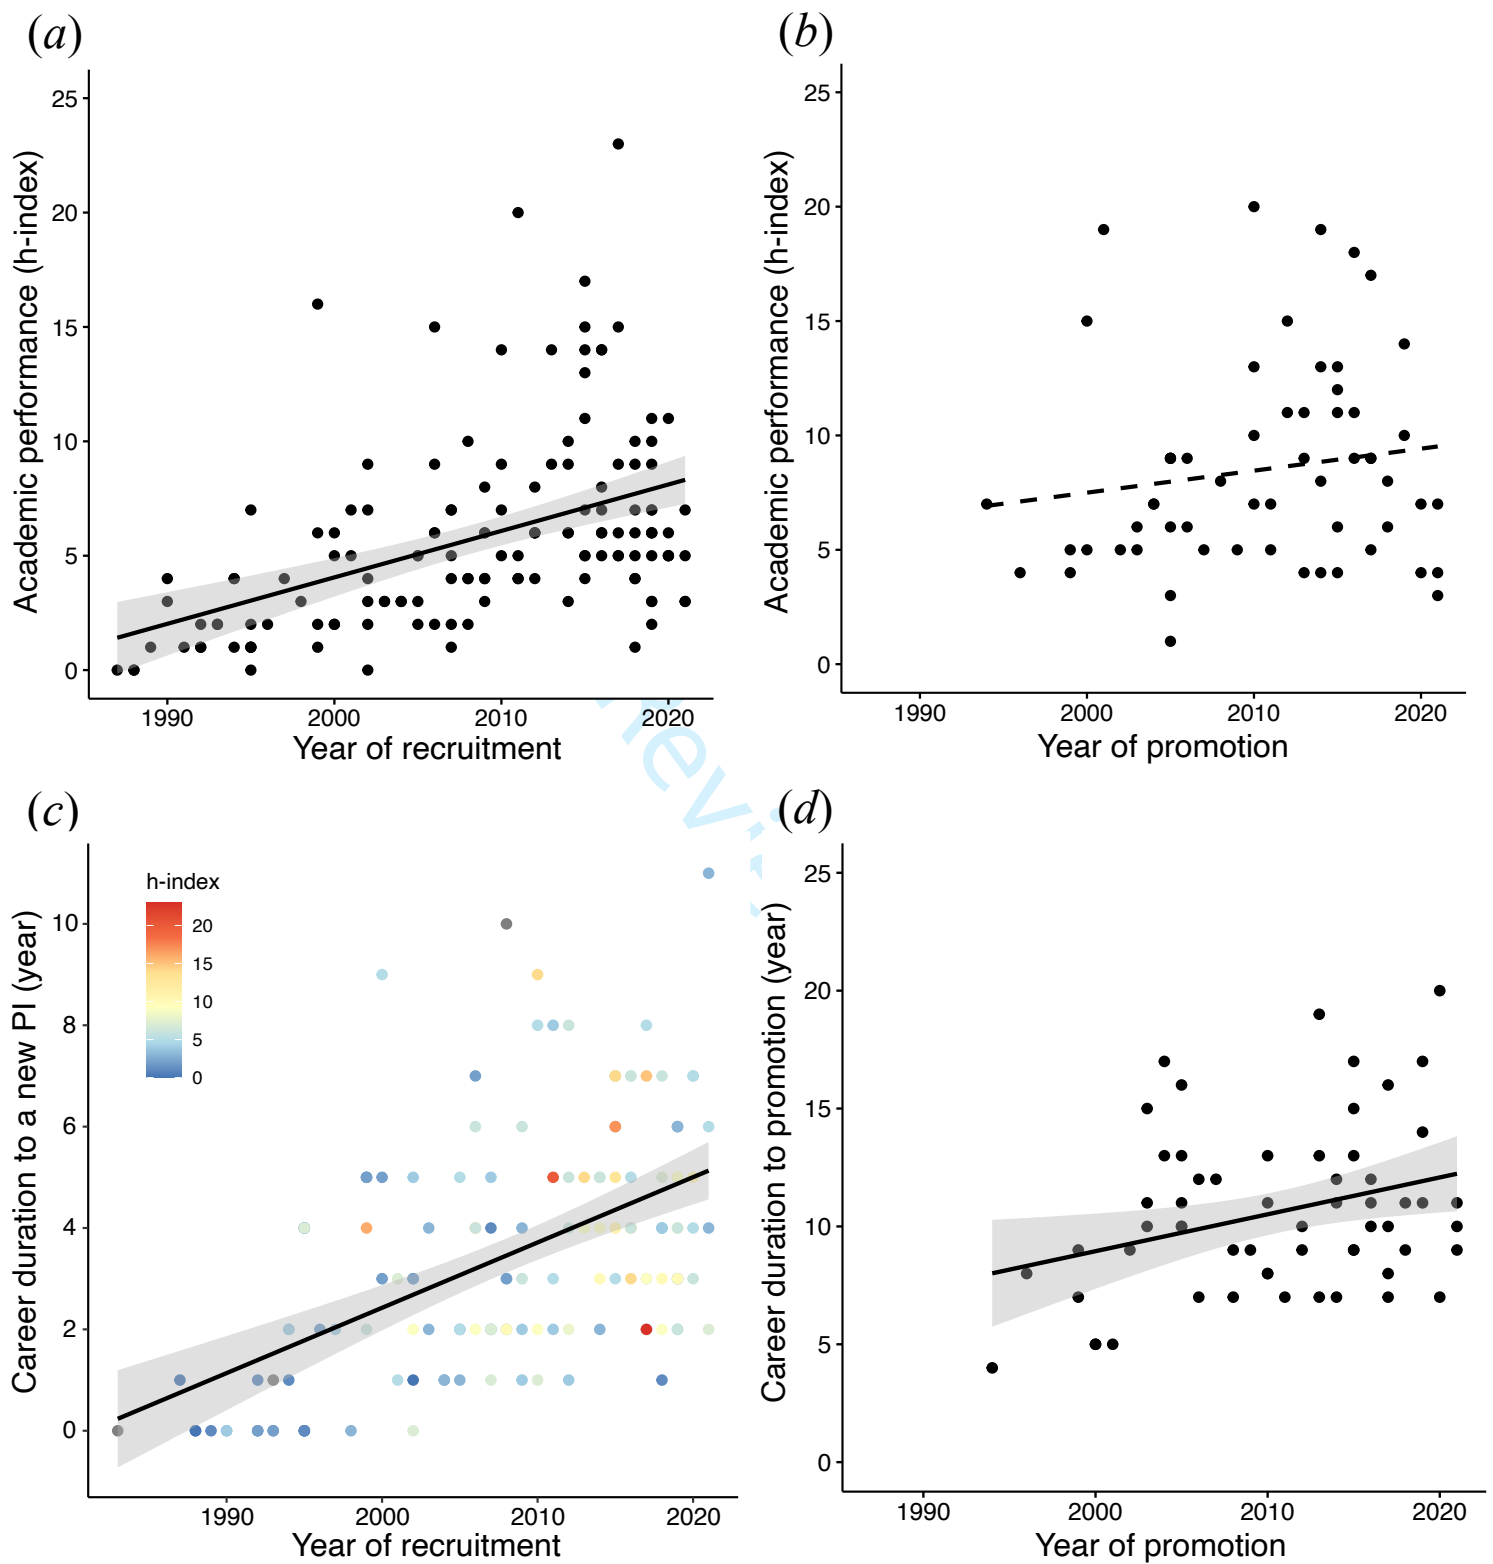 (a)
Academic performance (h-index)
25
20
15
10
5
0
1990 2000 2010 2020
Year of recruitment
(b)
Academic performance (h-index)
25
20
15
10
5
0
1990 2000 2010 2020
Year of promotion
(c)
Career duration to a new PI (year)
10
8
6
4
2
0
h-index
20
15
10
5
0
1990 2000 2010 2020
Year of recruitment
(d)
Career duration to promotion (year)
25
20
15
10
5
0
1990 2000 2010 2020
Year of promotion